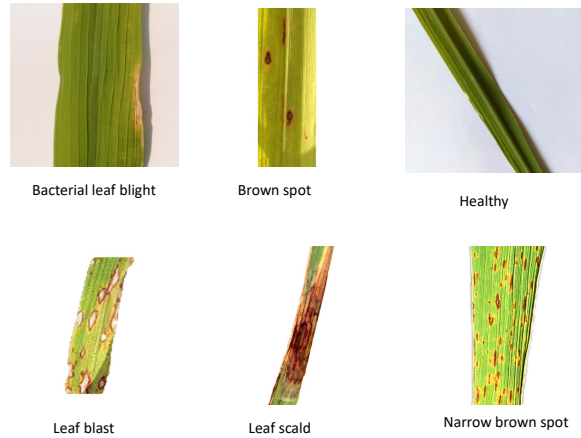 Bacterial leaf blight
Brown spot
Healthy
Leaf blast
Leaf scald
Narrow brown spot